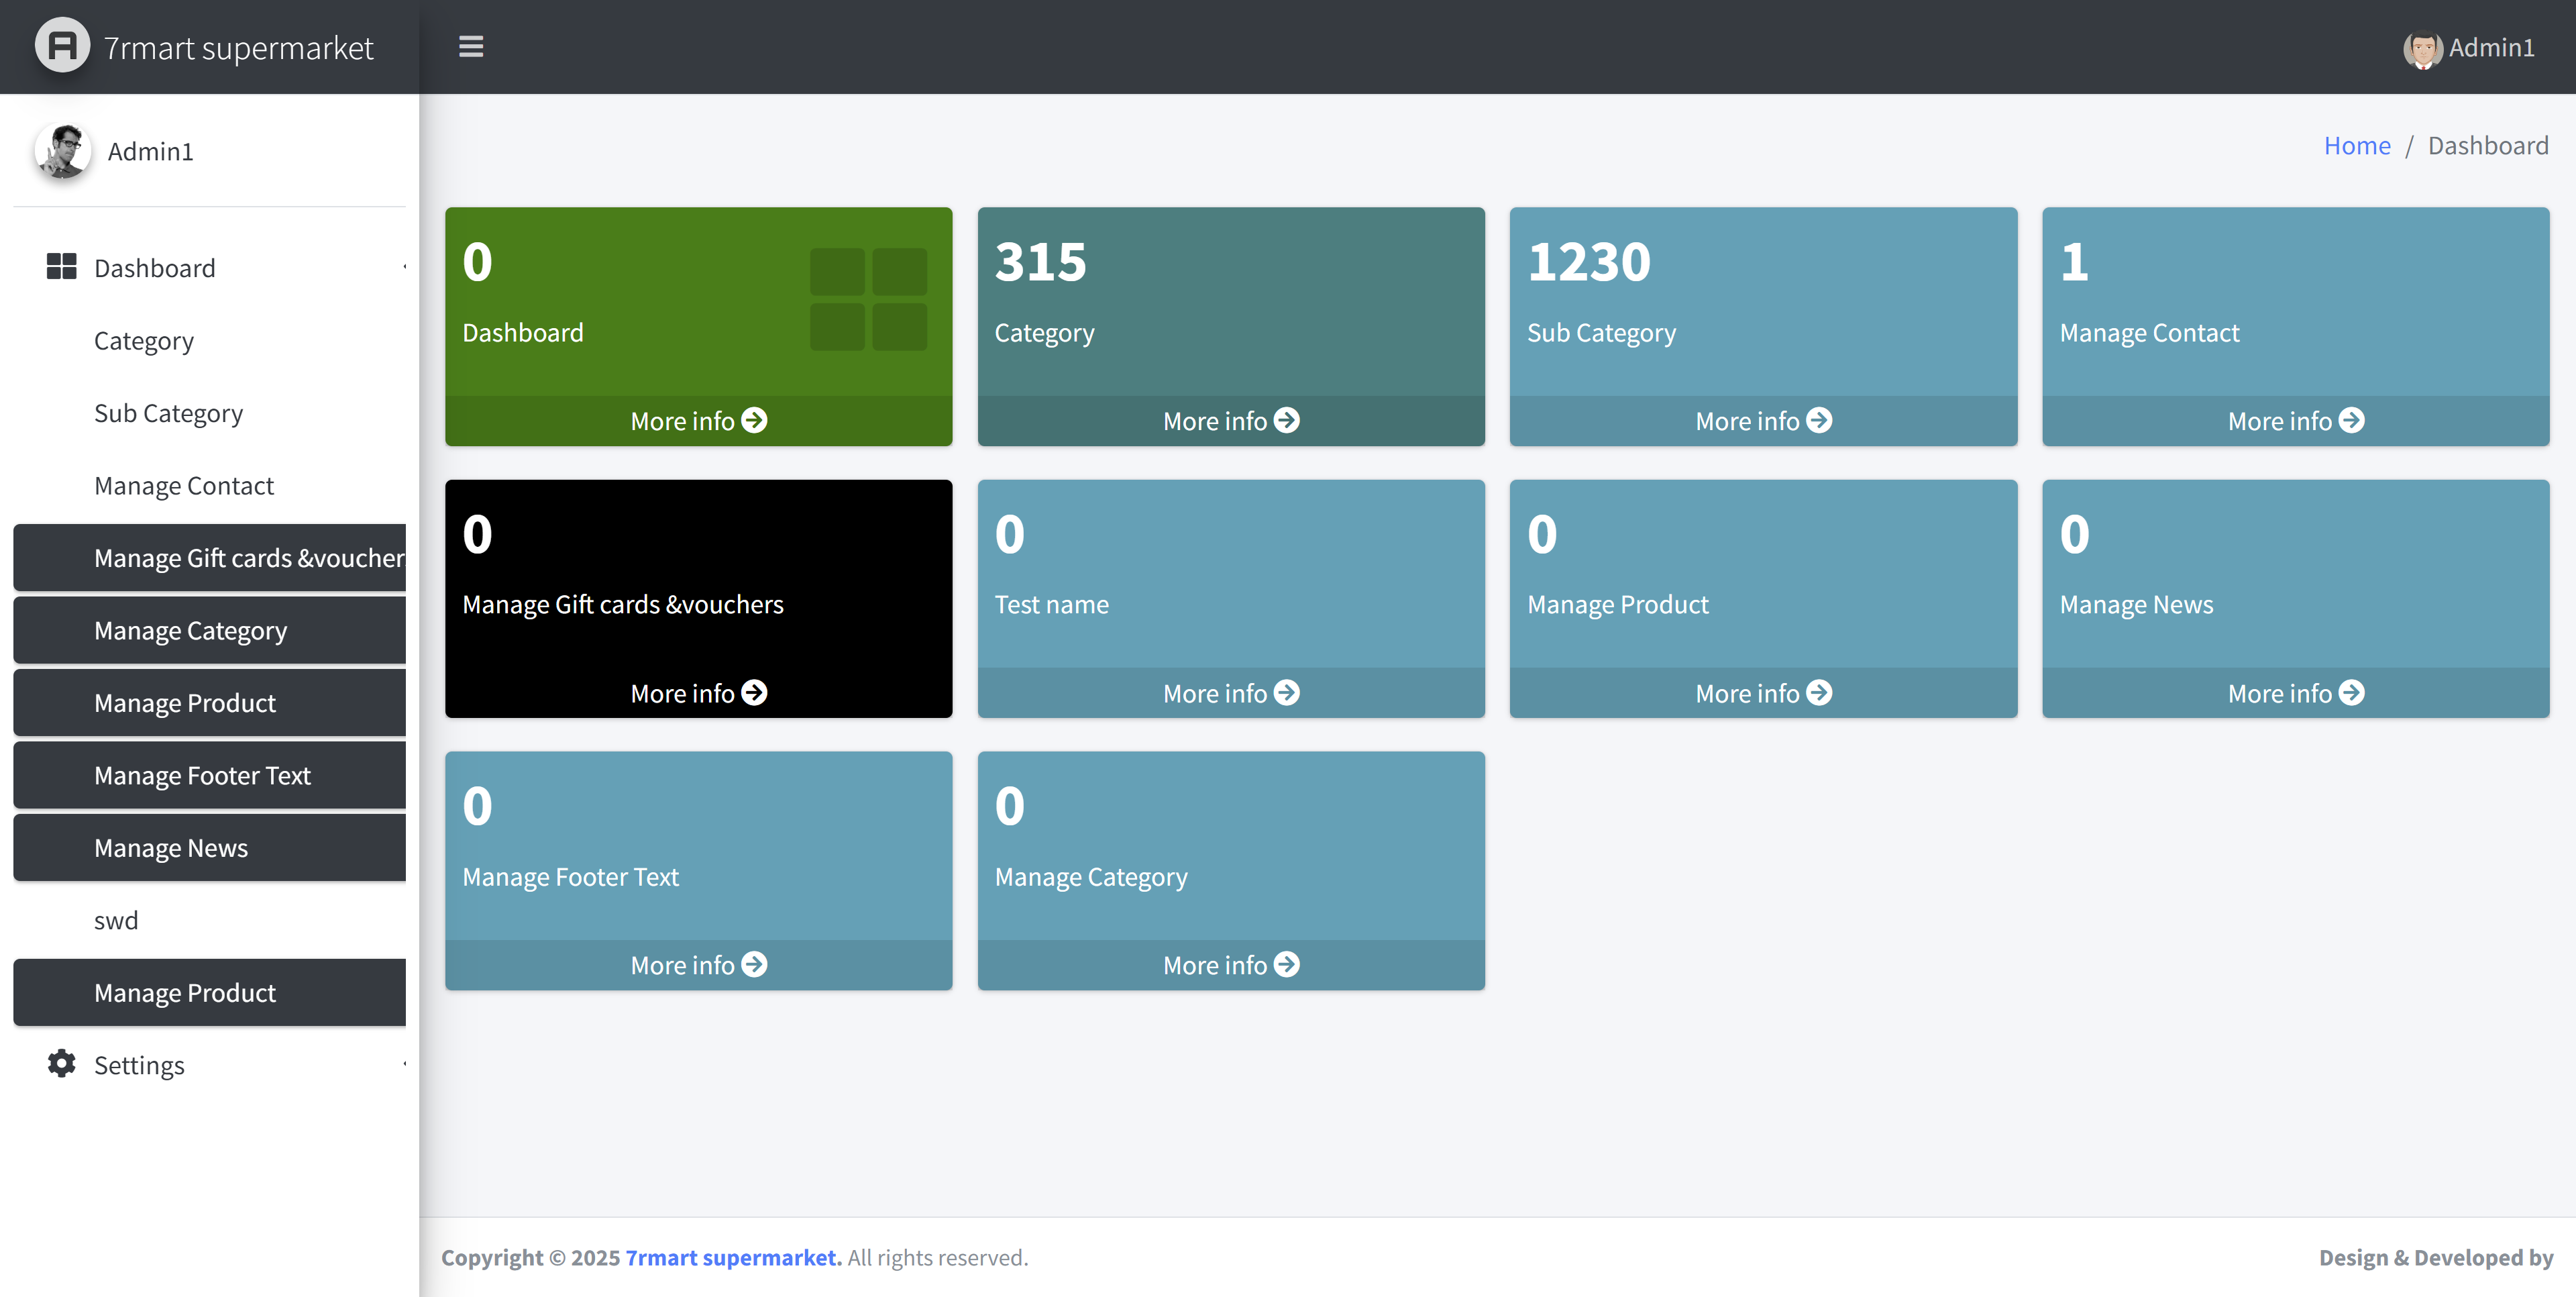 7rmart supermarket
Admin1
Admin1
Home / Dashboard
Dashboard
Category
Sub Category
Manage Contact
Manage Gift cards &voucher
Manage Category
Manage Product
Manage Footer Text
Manage News
swd
Manage Product
Settings
0
Dashboard
More info
315
Category
More info
1230
Sub Category
More info
1
Manage Contact
More info
0
Manage Gift cards &vouchers
More info
0
Test name
More info
0
Manage Product
More info
0
Manage News
More info
0
Manage Footer Text
More info
0
Manage Category
More info
Copyright © 2025 7rmart supermarket. All rights reserved.
Design & Developed by